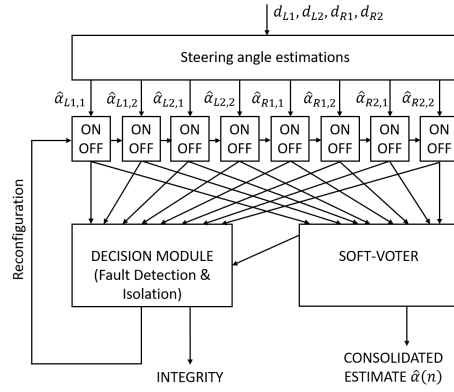 d_{L1}, d_{L2}, d_{R1}, d_{R2}
Steering angle estimations
α̂_{L1,1} α̂_{L1,2} α̂_{L2,1} α̂_{L2,2} α̂_{R1,1} α̂_{R1,2} α̂_{R2,1} α̂_{R2,2}
ON ON ON ON ON ON ON ON
OFF OFF OFF OFF OFF OFF OFF OFF
Reconfiguration
DECISION MODULE
(Fault Detection &
Isolation)
SOFT-VOTER
INTEGRITY
CONSOLIDATED
ESTIMATE α̂(n)